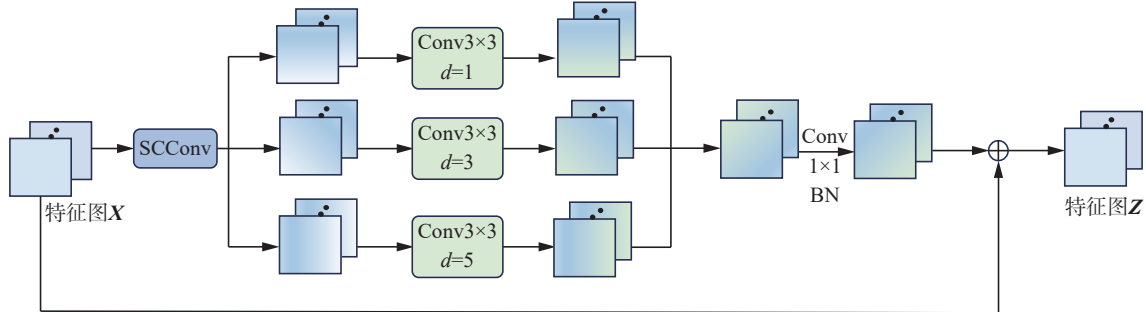 Conv3×3
d=1
SCConv
Conv3×3
d=3
Conv
1×1
BN
特征图X
特征图Z
Conv3×3
d=5